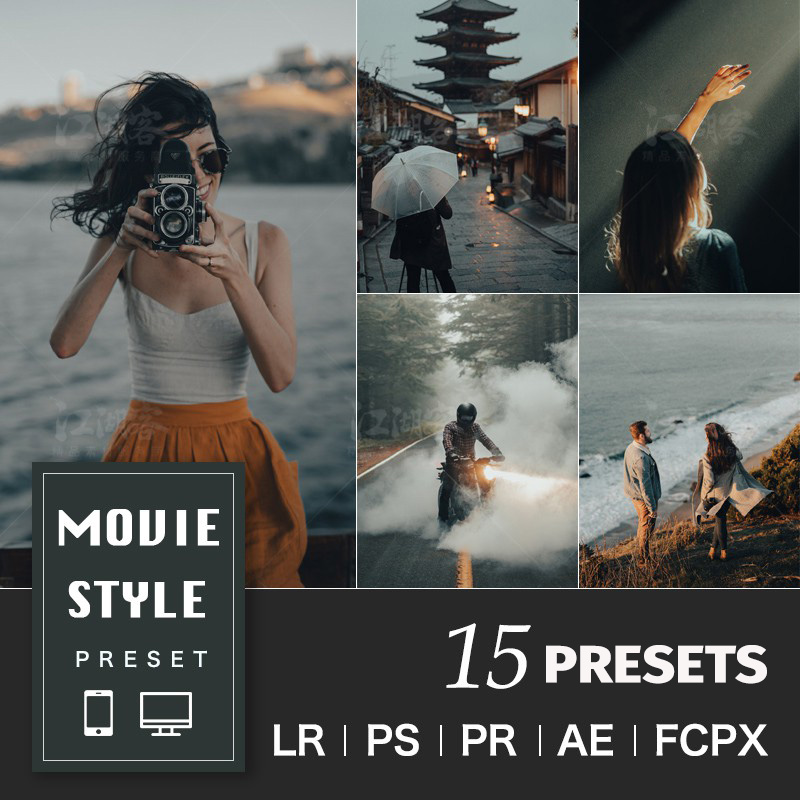 MOVIE
STYLE
PRESET
15 PRESETS
LR | PS | PR | AE | FCPX